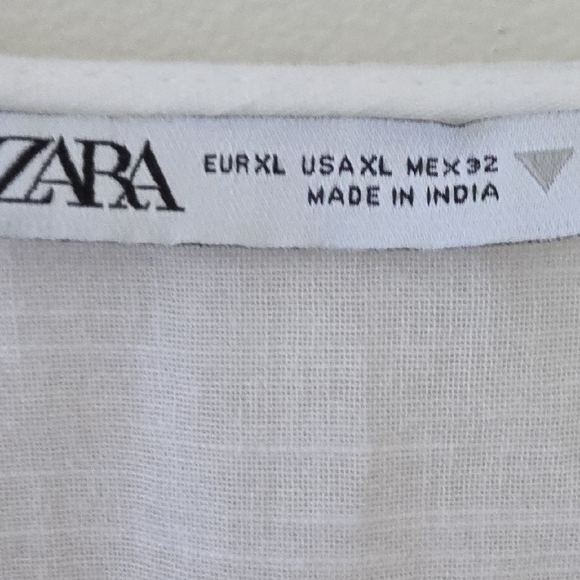 ZARA
EUR XL USA XL MEX 32
MADE IN INDIA